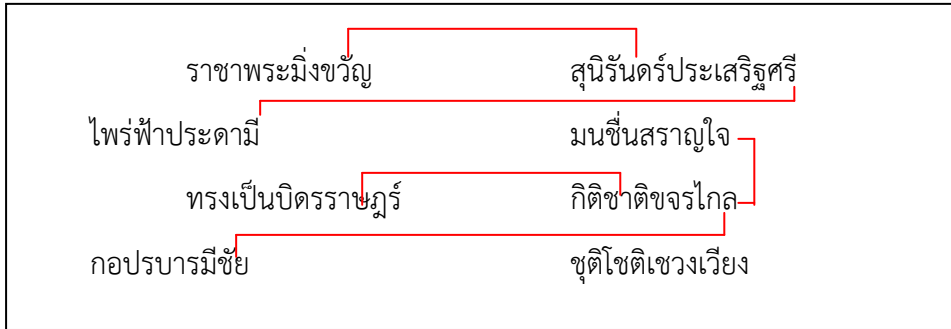 ราชาพระมิ่งขวัญ สุนิรันดร์ประเสริฐศรี
ไพร่ฟ้าประดามี มนชื่นสราญใจ
ทรงเป็นบิดรราษฎร์ กิติชาติขจรไกล
กอปรบารมีชัย ชุติโชติเชวงเวียง